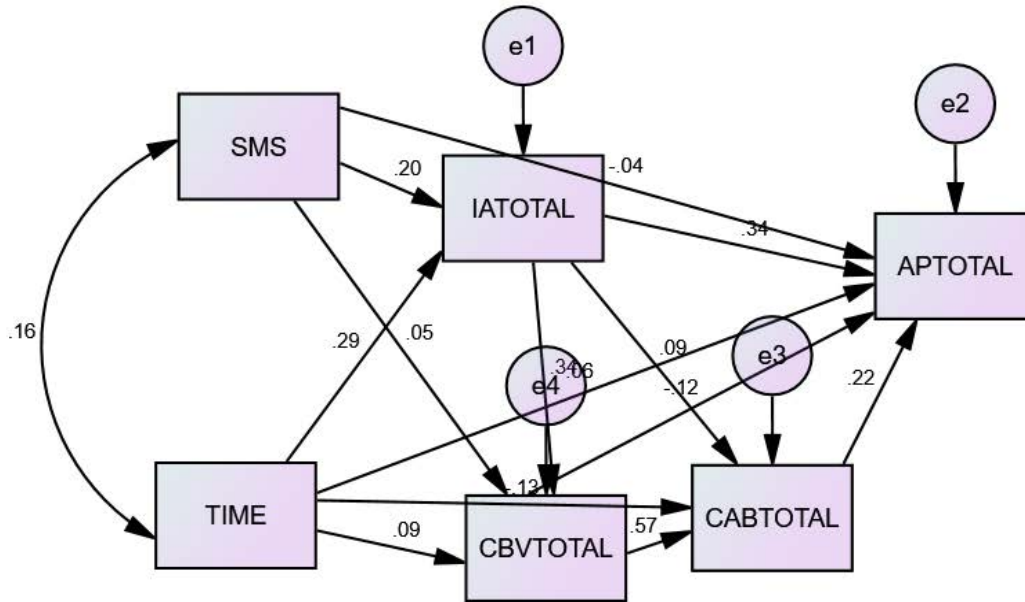 e1
e2
SMS
-.04
.20
IATOTAL
.34
APTOTAL
.16
.29
.05
.09
e3
.34
.06
e4
-.12
.22
-.13
TIME
.09
CBVTOTAL
.57
CABTOTAL